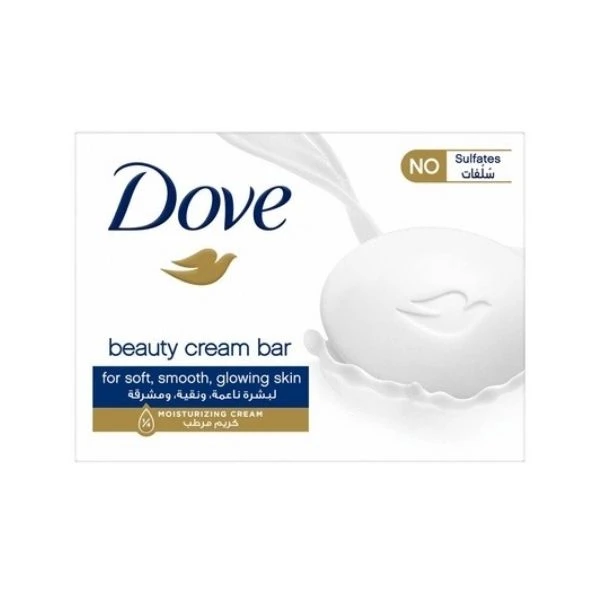 Dove
NO Sulfates
سلفات
beauty cream bar
for soft, smooth, glowing skin
لبشرة ناعمة، ونقية، ومشرقة
¼ MOISTURIZING CREAM
كريم مرطب